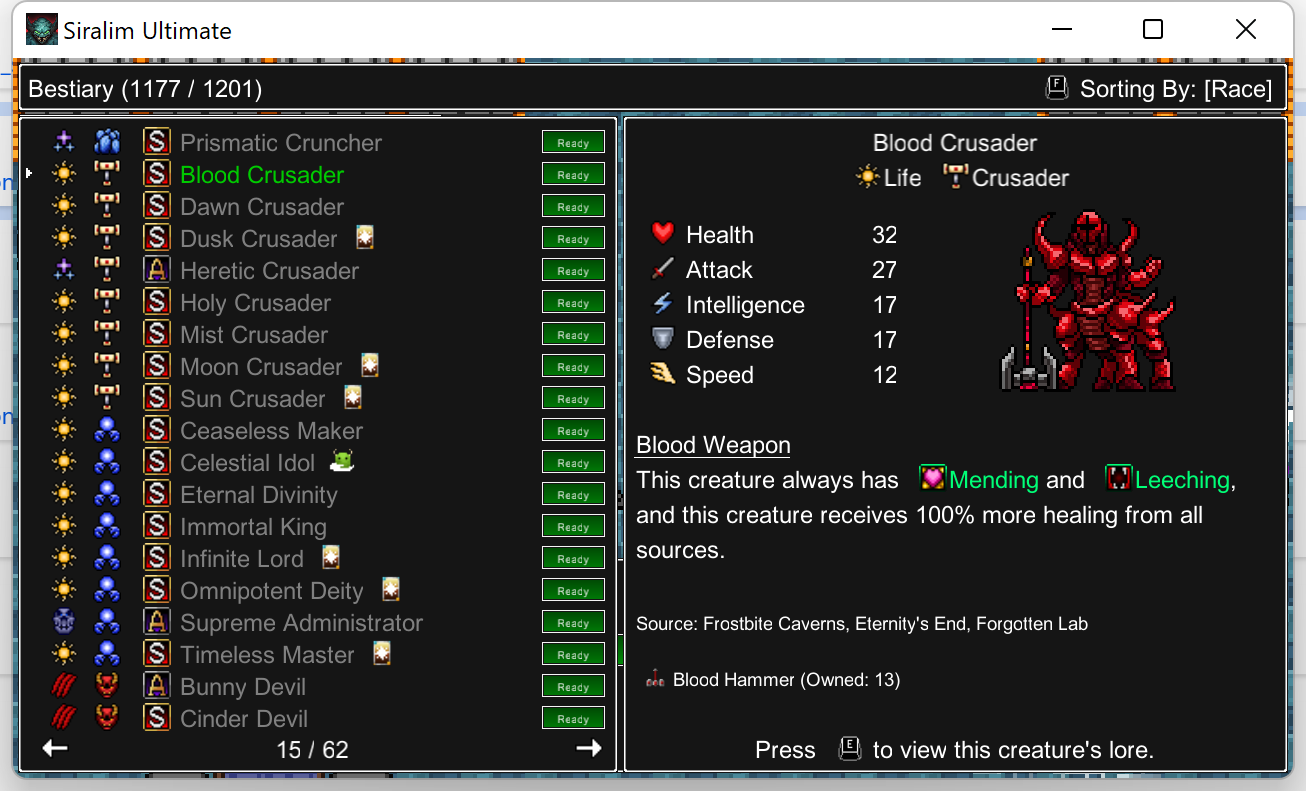 Siralim Ultimate
Bestiary (1177 / 1201)
F Sorting By: [Race]
S Prismatic Cruncher Ready
S Blood Crusader Ready
S Dawn Crusader Ready
S Dusk Crusader Ready
A Heretic Crusader Ready
S Holy Crusader Ready
S Mist Crusader Ready
S Moon Crusader Ready
S Sun Crusader Ready
S Ceaseless Maker Ready
S Celestial Idol Ready
S Eternal Divinity Ready
S Immortal King Ready
S Infinite Lord Ready
S Omnipotent Deity Ready
A Supreme Administrator Ready
S Timeless Master Ready
A Bunny Devil Ready
S Cinder Devil Ready
15 / 62
Blood Crusader
Life Crusader
Health 32
Attack 27
Intelligence 17
Defense 17
Speed 12
Blood Weapon
This creature always has Mending and Leeching,
and this creature receives 100% more healing from all
sources.
Source: Frostbite Caverns, Eternity's End, Forgotten Lab
Blood Hammer (Owned: 13)
Press E to view this creature's lore.